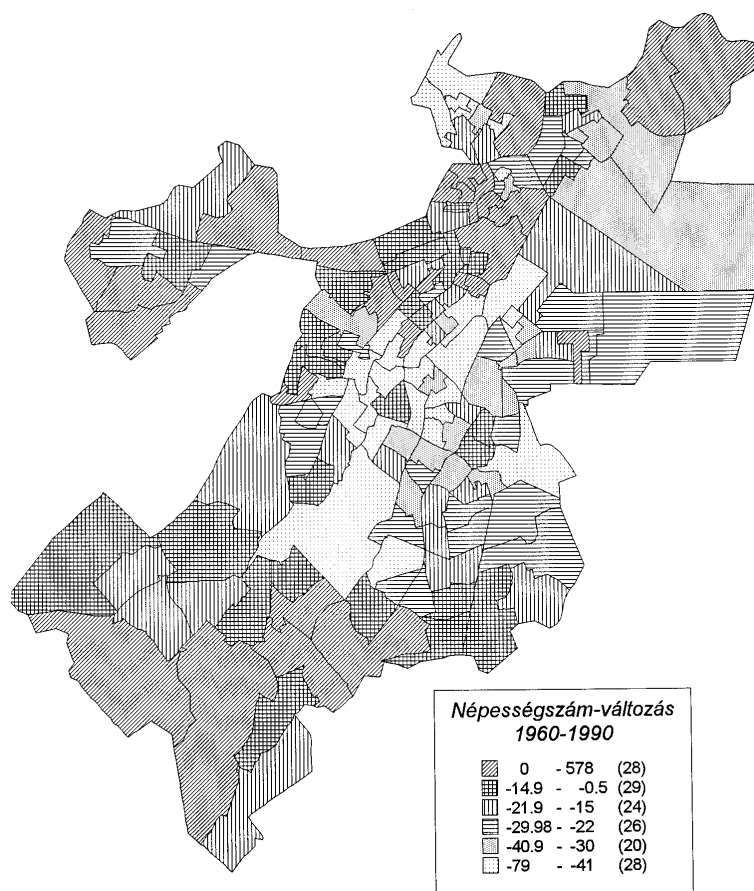 Népességszám-változás
1960-1990
0 - 578 (28)
-14.9 - -0.5 (29)
-21.9 - -15 (24)
-29.98 - -22 (26)
-40.9 - -30 (20)
-79 - -41 (28)